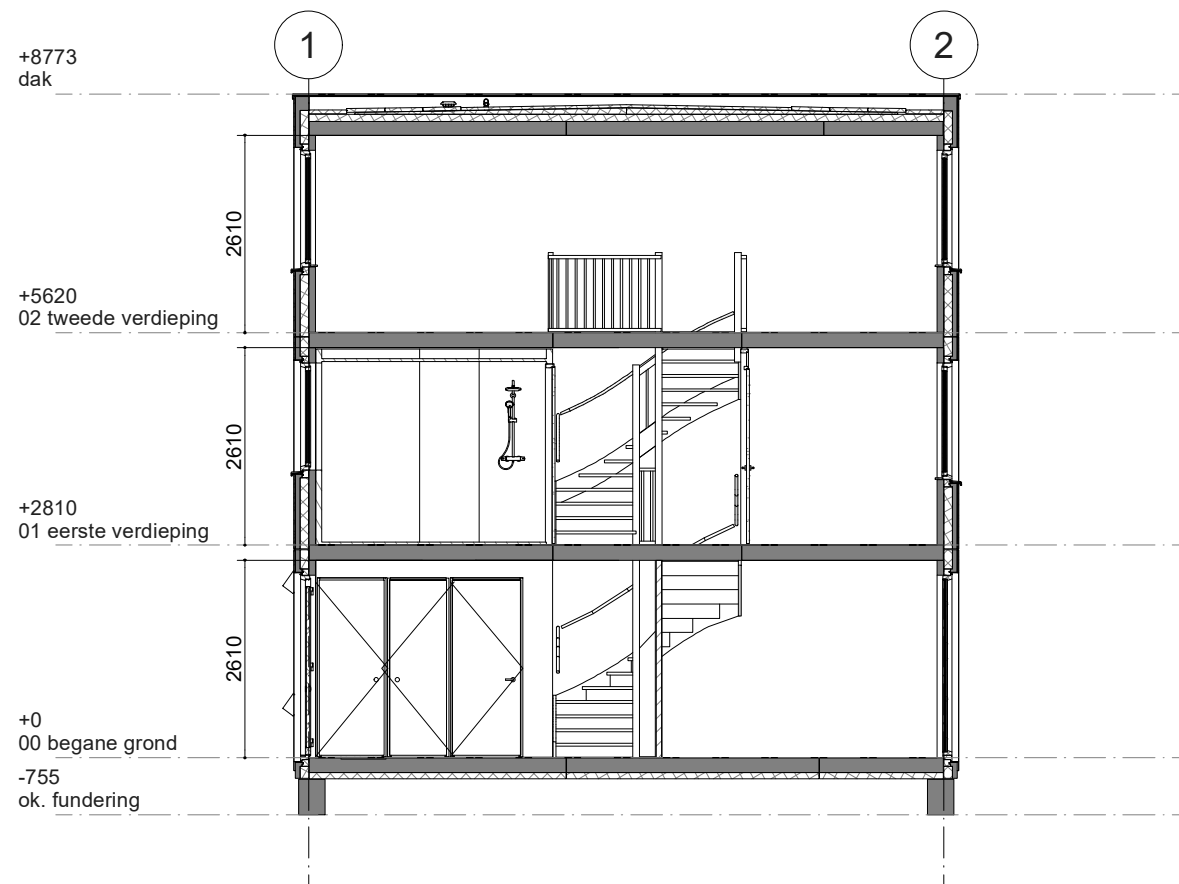 1
2
+8773
dak
2610
+5620
02 tweede verdieping
2610
+2810
01 eerste verdieping
2610
+0
00 begane grond
-755
ok. fundering